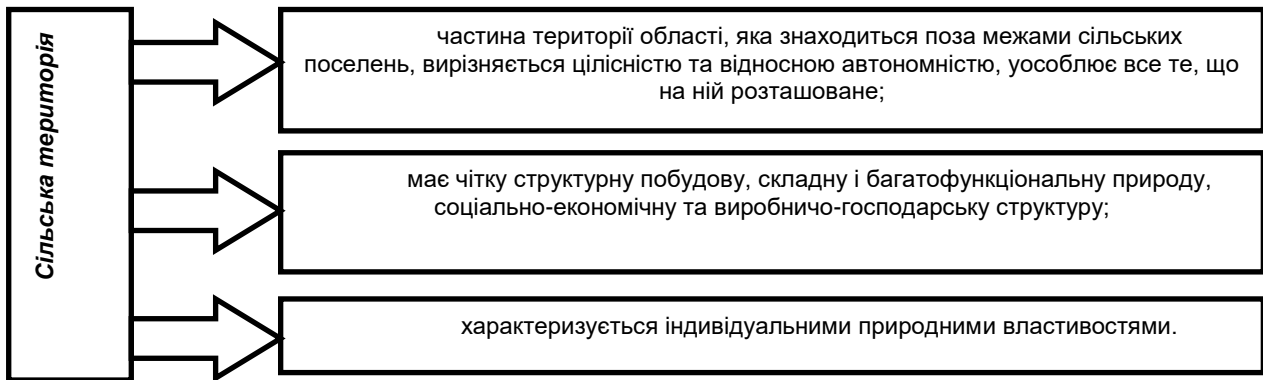 Сільська територія
частина території області, яка знаходиться поза межами сільських
поселень, вирізняється цілісністю та відносною автономністю, уособлює все те, що
на ній розташоване;
має чітку структурну побудову, складну і багатофункціональну природу,
соціально-економічну та виробничо-господарську структуру;
характеризується індивідуальними природними властивостями.